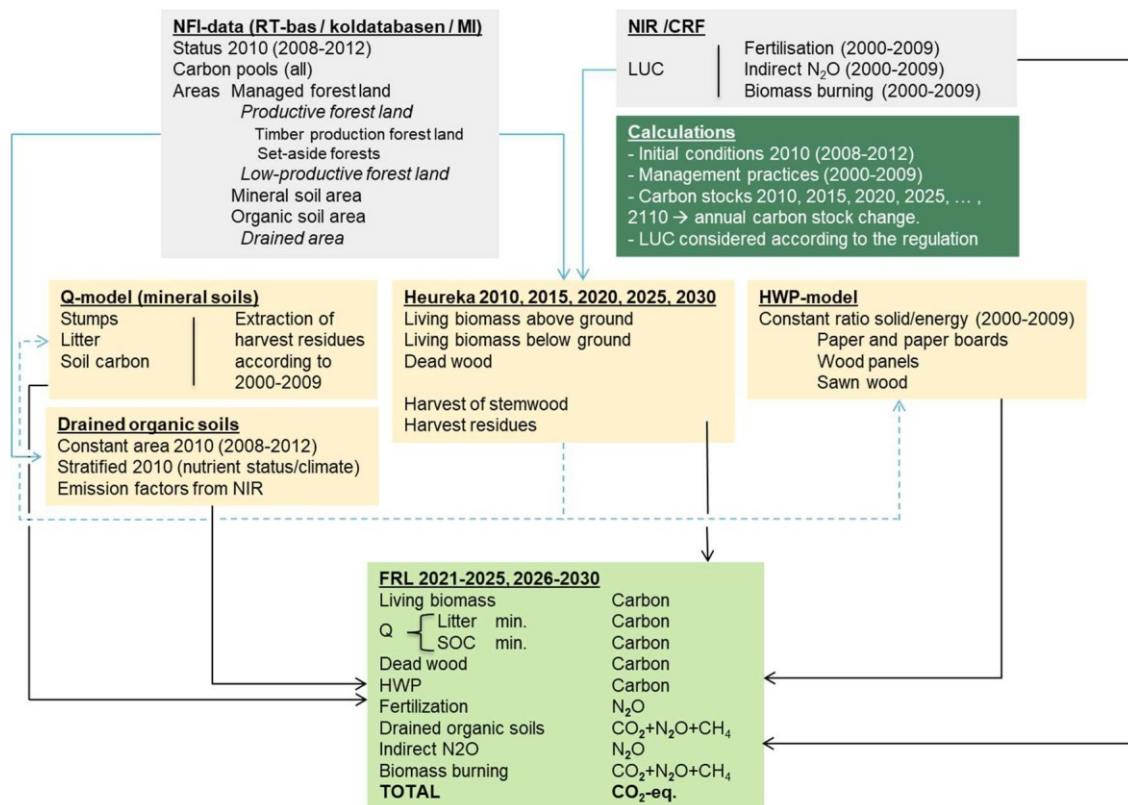 NFI-data (RT-bas / koldatabasen / MI)
Status 2010 (2008-2012)
Carbon pools (all)
Areas Managed forest land
Productive forest land
Timber production forest land
Set-aside forests
Low-productive forest land
Mineral soil area
Organic soil area
Drained area
NIR /CRF
Fertilisation (2000-2009)
LUC Indirect N₂O (2000-2009)
Biomass burning (2000-2009)
Calculations
- Initial conditions 2010 (2008-2012)
- Management practices (2000-2009)
- Carbon stocks 2010, 2015, 2020, 2025, … ,
2110 → annual carbon stock change.
- LUC considered according to the regulation
Q-model (mineral soils)
Stumps Extraction of
Litter harvest residues
Soil carbon according to
2000-2009
Heureka 2010, 2015, 2020, 2025, 2030
Living biomass above ground
Living biomass below ground
Dead wood
Harvest of stemwood
Harvest residues
HWP-model
Constant ratio solid/energy (2000-2009)
Paper and paper boards
Wood panels
Sawn wood
Drained organic soils
Constant area 2010 (2008-2012)
Stratified 2010 (nutrient status/climate)
Emission factors from NIR
FRL 2021-2025, 2026-2030
Living biomass Carbon
Q Litter min. Carbon
SOC min. Carbon
Dead wood Carbon
HWP Carbon
Fertilization N₂O
Drained organic soils CO₂+N₂O+CH₄
Indirect N2O N₂O
Biomass burning CO₂+N₂O+CH₄
TOTAL CO₂-eq.